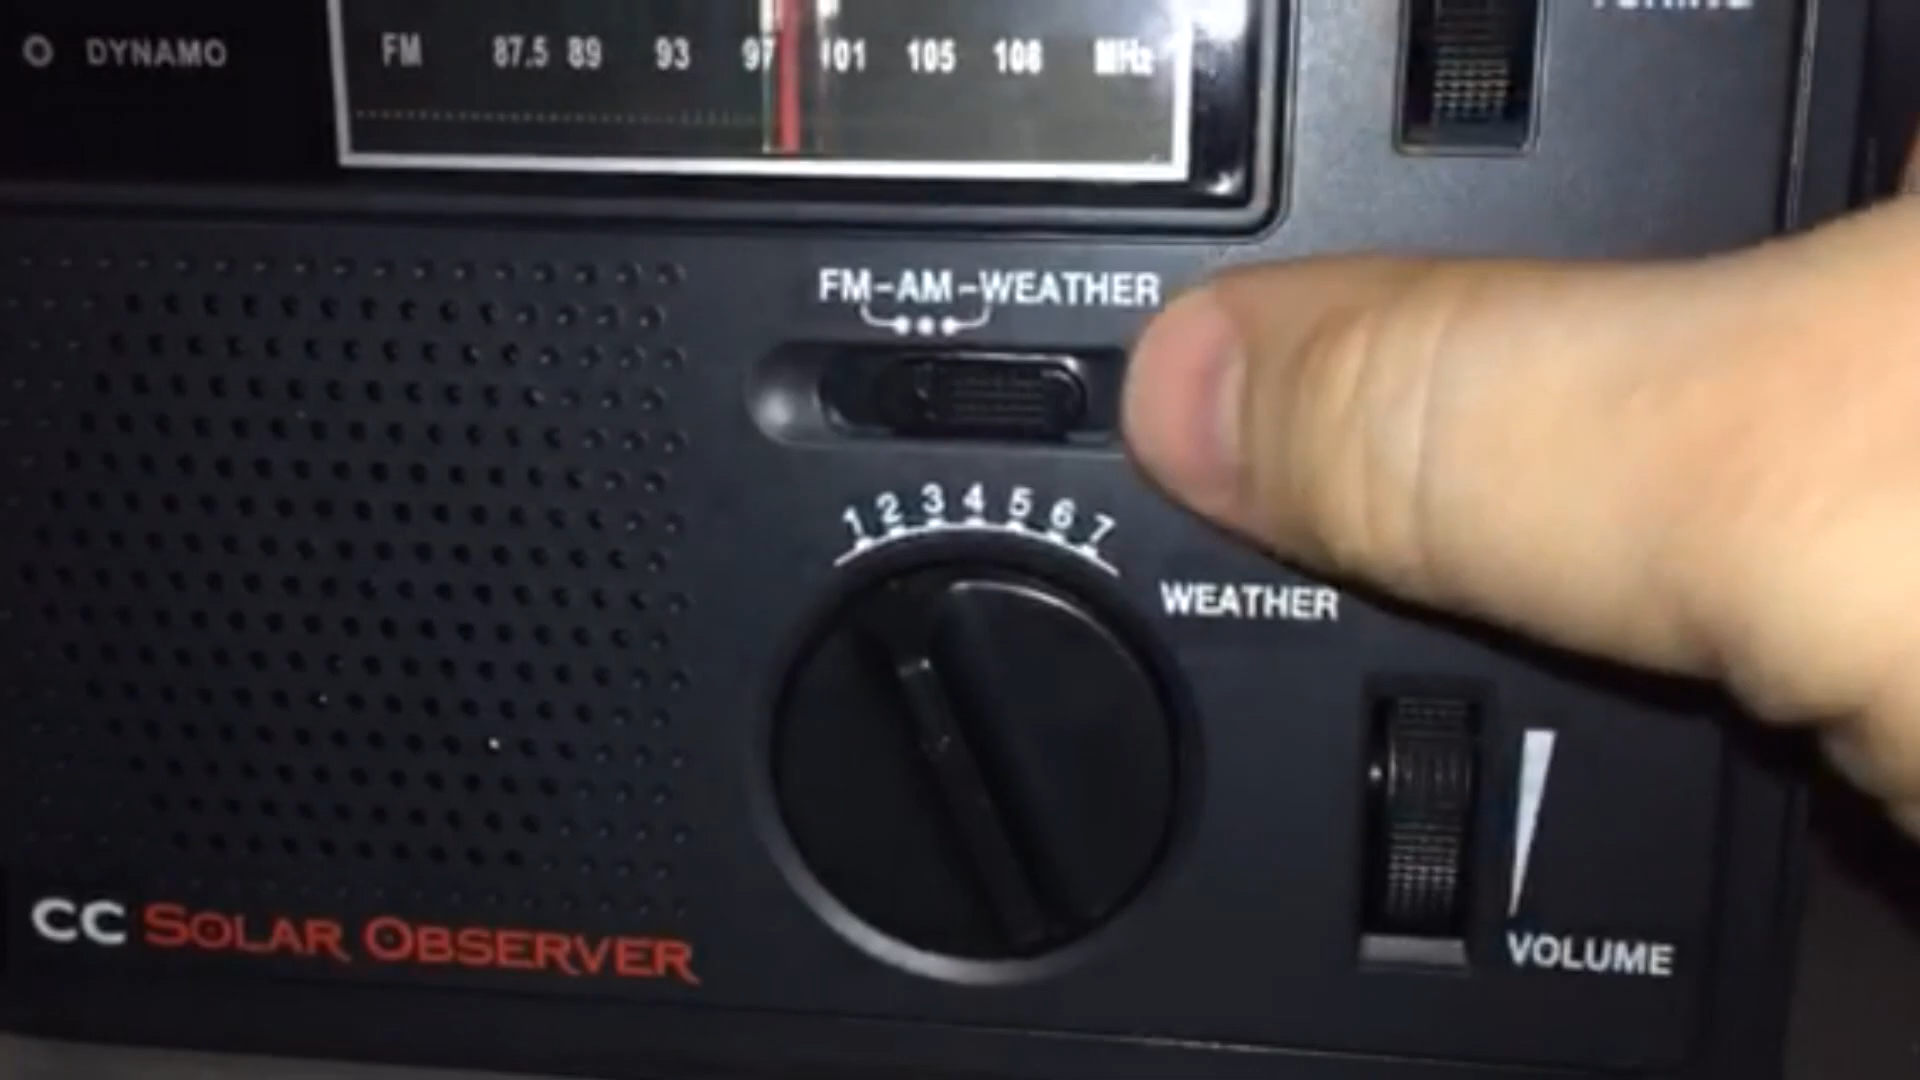 TUNING
DYNAMO
FM 87.5 89 93 97 101 105 108 MHz
FM-AM-WEATHER
1 2 3 4 5 6 7
WEATHER
VOLUME
CC SOLAR OBSERVER